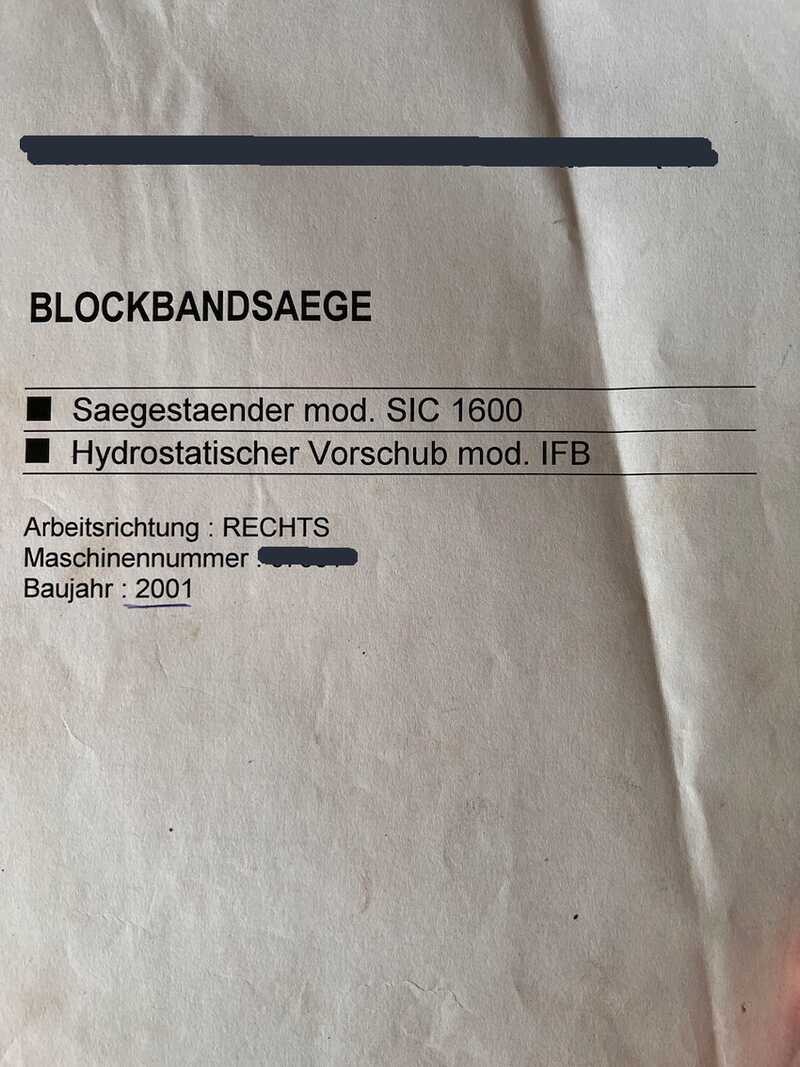 BLOCKBANDSAEGE
Saegestaender mod. SIC 1600
Hydrostatischer Vorschub mod. IFB
Arbeitsrichtung : RECHTS
Maschinennummer :
Baujahr : 2001